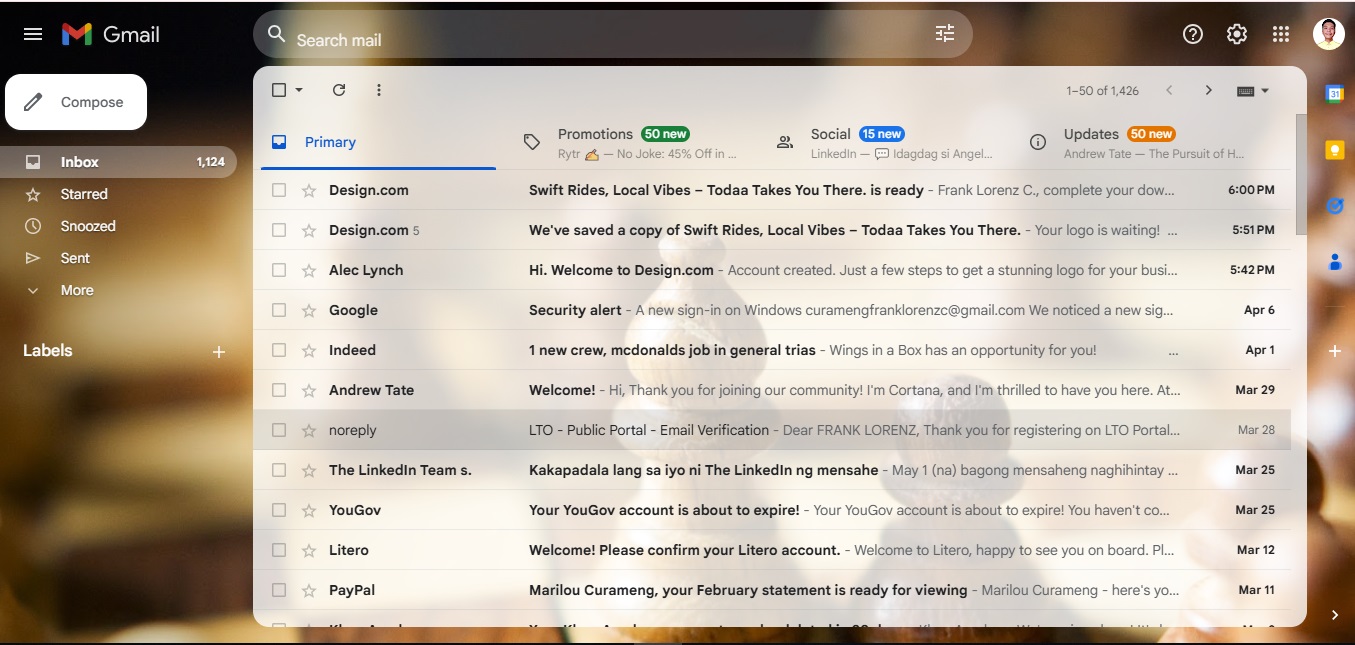 Gmail
Search mail
Compose
1–50 of 1,426
31
Primary
Promotions 50 new
Rytr ✍️ — No Joke: 45% Off in ...
Social 15 new
LinkedIn — 💬 Idagdag si Angel...
Updates 50 new
Andrew Tate — The Pursuit of H...
Inbox 1,124
Starred
Snoozed
Sent
More
Labels
Design.com Swift Rides, Local Vibes – Todaa Takes You There. is ready - Frank Lorenz C., complete your dow... 6:00 PM
Design.com 5 We've saved a copy of Swift Rides, Local Vibes – Todaa Takes You There. - Your logo is waiting! ... 5:51 PM
Alec Lynch Hi. Welcome to Design.com - Account created. Just a few steps to get a stunning logo for your busi... 5:42 PM
Google Security alert - A new sign-in on Windows curamengfranklorenzc@gmail.com We noticed a new sig... Apr 6
Indeed 1 new crew, mcdonalds job in general trias - Wings in a Box has an opportunity for you! ... Apr 1
Andrew Tate Welcome! - Hi, Thank you for joining our community! I'm Cortana, and I'm thrilled to have you here. At... Mar 29
noreply LTO - Public Portal - Email Verification - Dear FRANK LORENZ, Thank you for registering on LTO Portal... Mar 28
The LinkedIn Team s. Kakapadala lang sa iyo ni The LinkedIn ng mensahe - May 1 (na) bagong mensaheng naghihintay ... Mar 25
YouGov Your YouGov account is about to expire! - Your YouGov account is about to expire! You haven't co... Mar 25
Litero Welcome! Please confirm your Litero account. - Welcome to Litero, happy to see you on board. Pl... Mar 12
PayPal Marilou Curameng, your February statement is ready for viewing - Marilou Curameng - here's yo... Mar 11